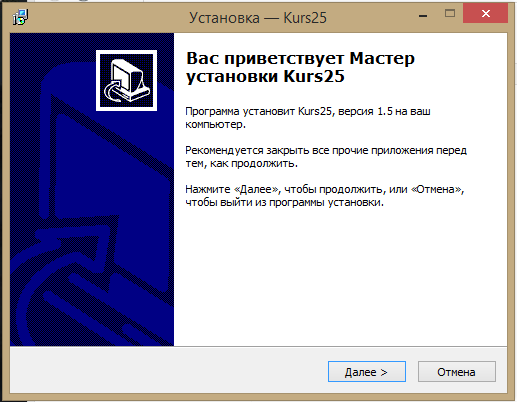 Установка — Kurs25
Вас приветствует Мастер
установки Kurs25
Программа установит Kurs25, версия 1.5 на ваш
компьютер.
Рекомендуется закрыть все прочие приложения перед
тем, как продолжить.
Нажмите «Далее», чтобы продолжить, или «Отмена»,
чтобы выйти из программы установки.
Далее >
Отмена